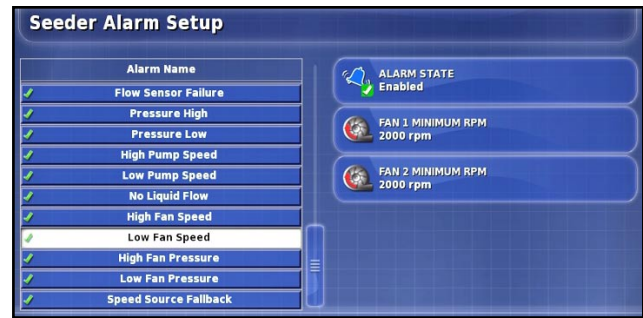 Seeder Alarm Setup
Alarm Name
Flow Sensor Failure
Pressure High
Pressure Low
High Pump Speed
Low Pump Speed
No Liquid Flow
High Fan Speed
Low Fan Speed
High Fan Pressure
Low Fan Pressure
Speed Source Fallback
ALARM STATE
Enabled
FAN 1 MINIMUM RPM
2000 rpm
FAN 2 MINIMUM RPM
2000 rpm